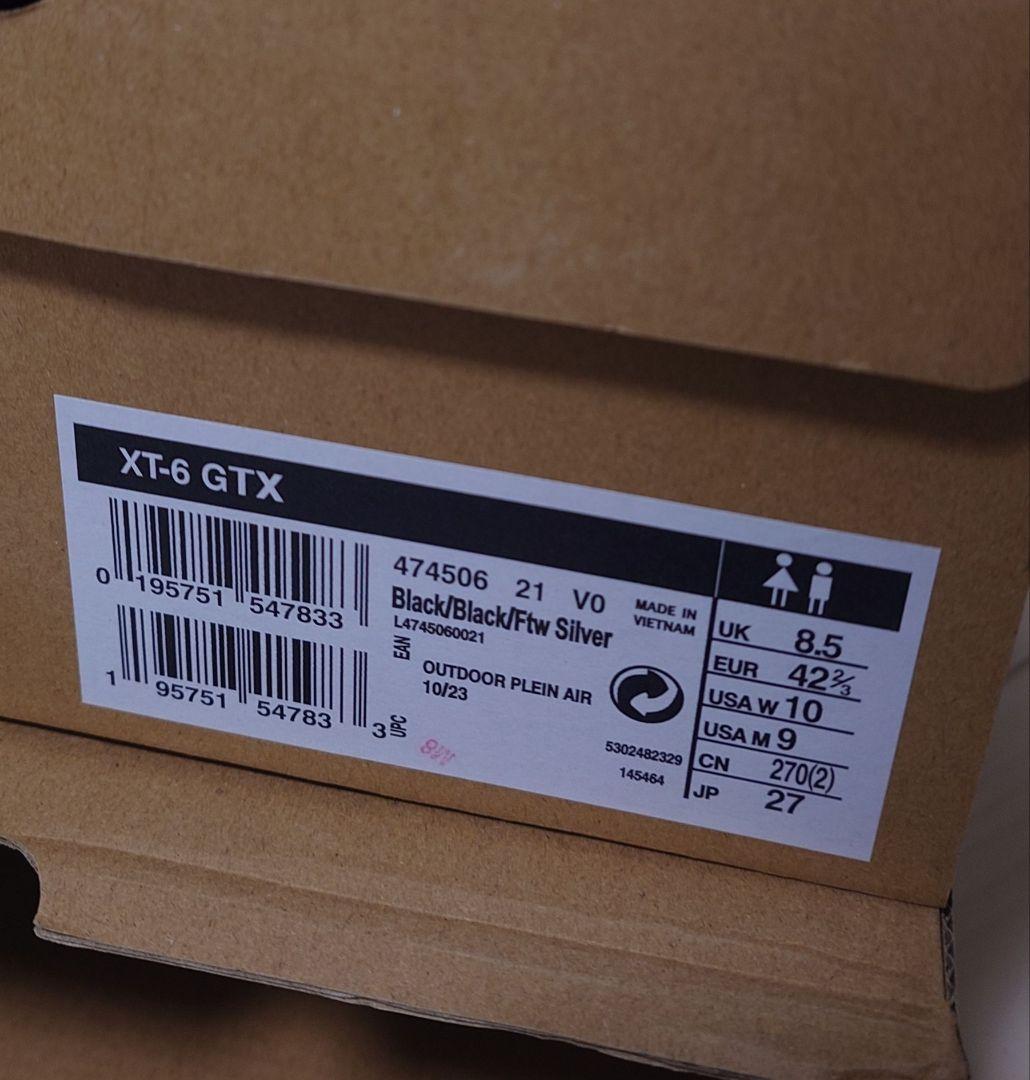 XT-6 GTX
0 195751 547833
474506 21 V0
Black/Black/Ftw Silver
L4745060021
EAN
MADE IN
VIETNAM
1 95751 54783 3
UPC
OUTDOOR PLEIN AIR
10/23
5302482329
145464
UK 8.5
EUR 42⅔
USA W 10
USA M 9
CN 270(2)
JP 27